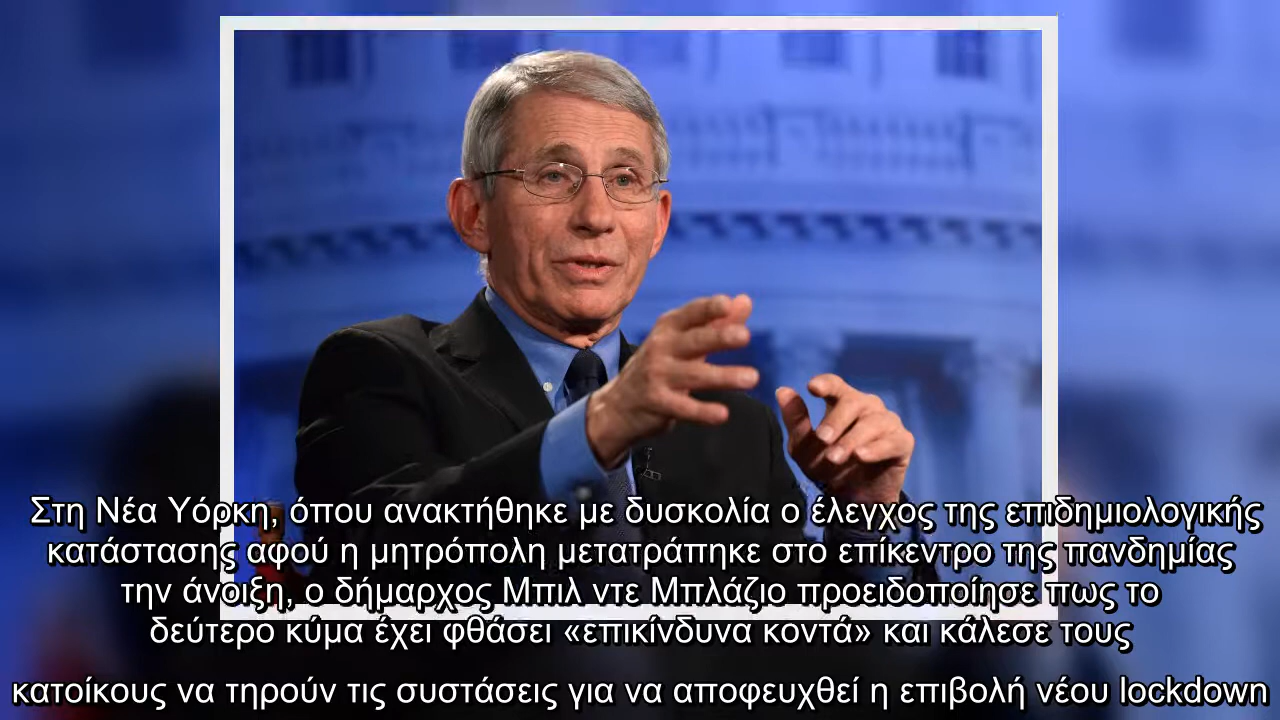 Στη Νέα Υόρκη, όπου ανακτήθηκε με δυσκολία ο έλεγχος της επιδημιολογικής
κατάστασης αφού η μητρόπολη μετατράπηκε στο επίκεντρο της πανδημίας
την άνοιξη, ο δήμαρχος Μπιλ ντε Μπλάζιο προειδοποίησε πως το
δεύτερο κύμα έχει φθάσει «επικίνδυνα κοντά» και κάλεσε τους
κατοίκους να τηρούν τις συστάσεις για να αποφευχθεί η επιβολή νέου lockdown